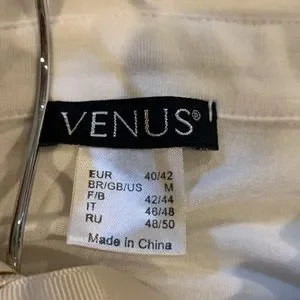 VENUS®
EUR 40/42
BR/GB/US M
F/B 42/44
IT 46/48
RU 48/50
Made in China